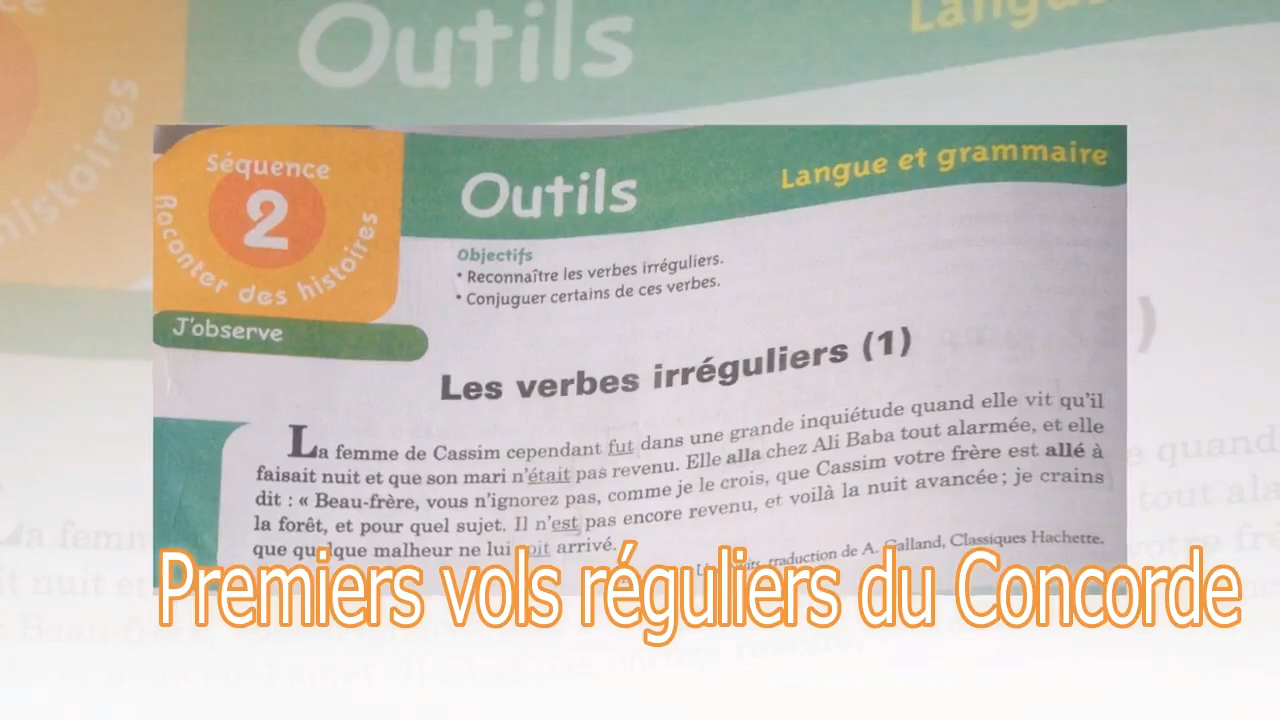 Séquence
2
Raconter des histoires
Outils
Langue et grammaire
Objectifs
• Reconnaître les verbes irréguliers.
• Conjuguer certains de ces verbes.
J'observe
Les verbes irréguliers (1)
La femme de Cassim cependant fut dans une grande inquiétude quand elle vit qu'il
faisait nuit et que son mari n'était pas revenu. Elle alla chez Ali Baba tout alarmée, et elle
dit : « Beau-frère, vous n'ignorez pas, comme je le crois, que Cassim votre frère est allé à
la forêt, et pour quel sujet. Il n'est pas encore revenu, et voilà la nuit avancée ; je crains
que quelque malheur ne lui soit arrivé.
traduction de A. Galland, Classiques Hachette.
Premiers vols réguliers du Concorde